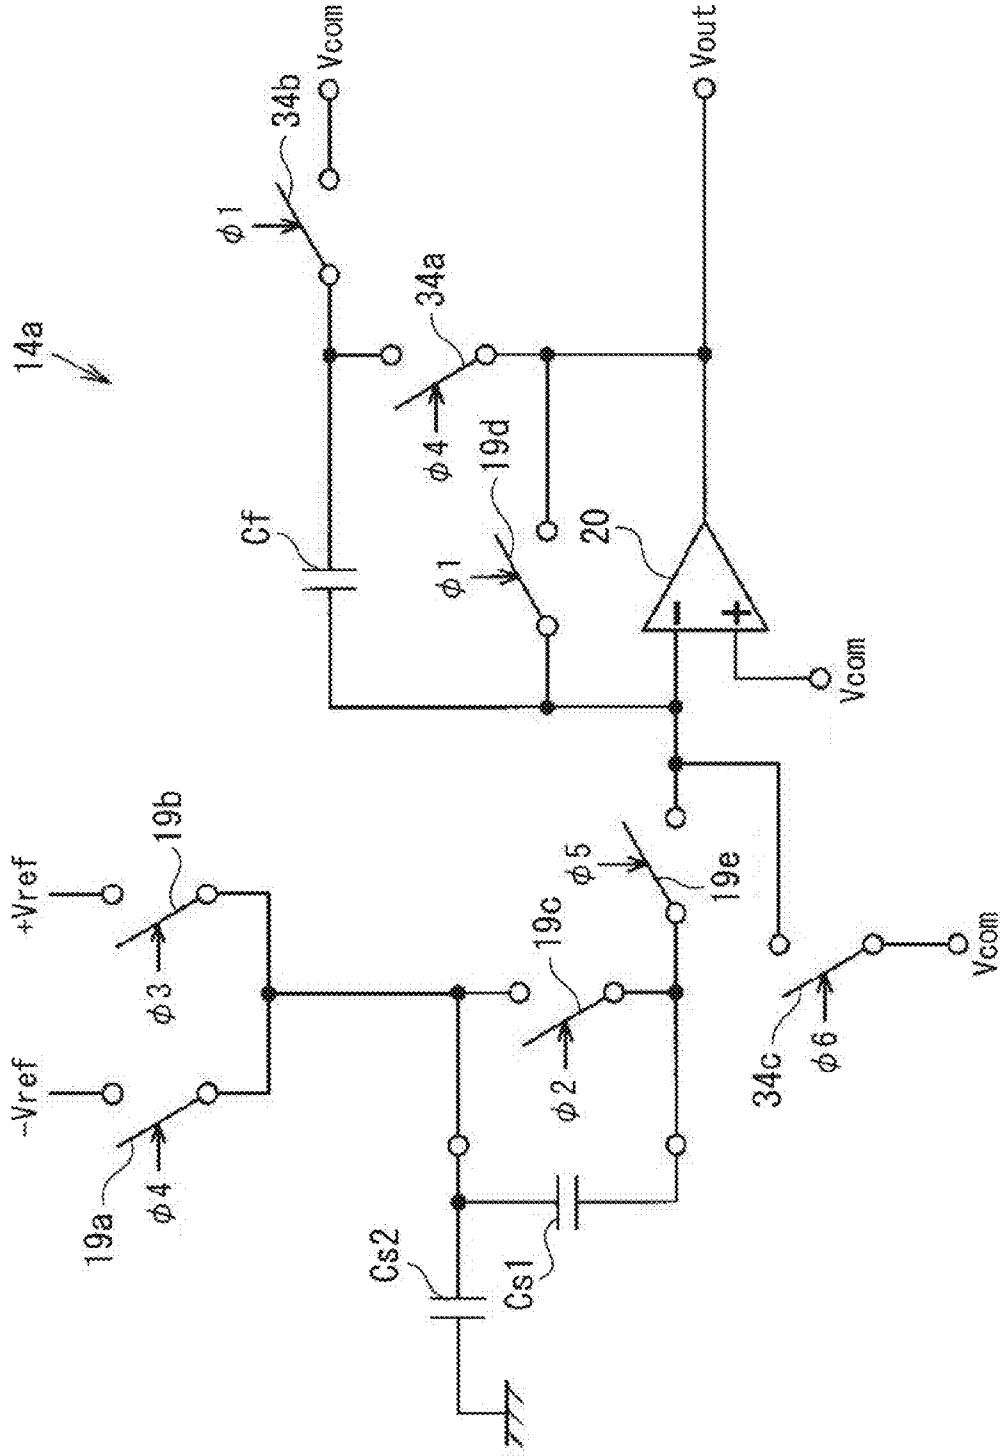 14a
−Vref
+Vref
19a
φ4
φ3
19b
φ1
34b
Vcom
Cs2
Cs1
φ2
19c
Cf
φ4
34a
φ1
19d
φ5
19e
20
−
+
Vcom
Vout
34c
φ6
Vcom